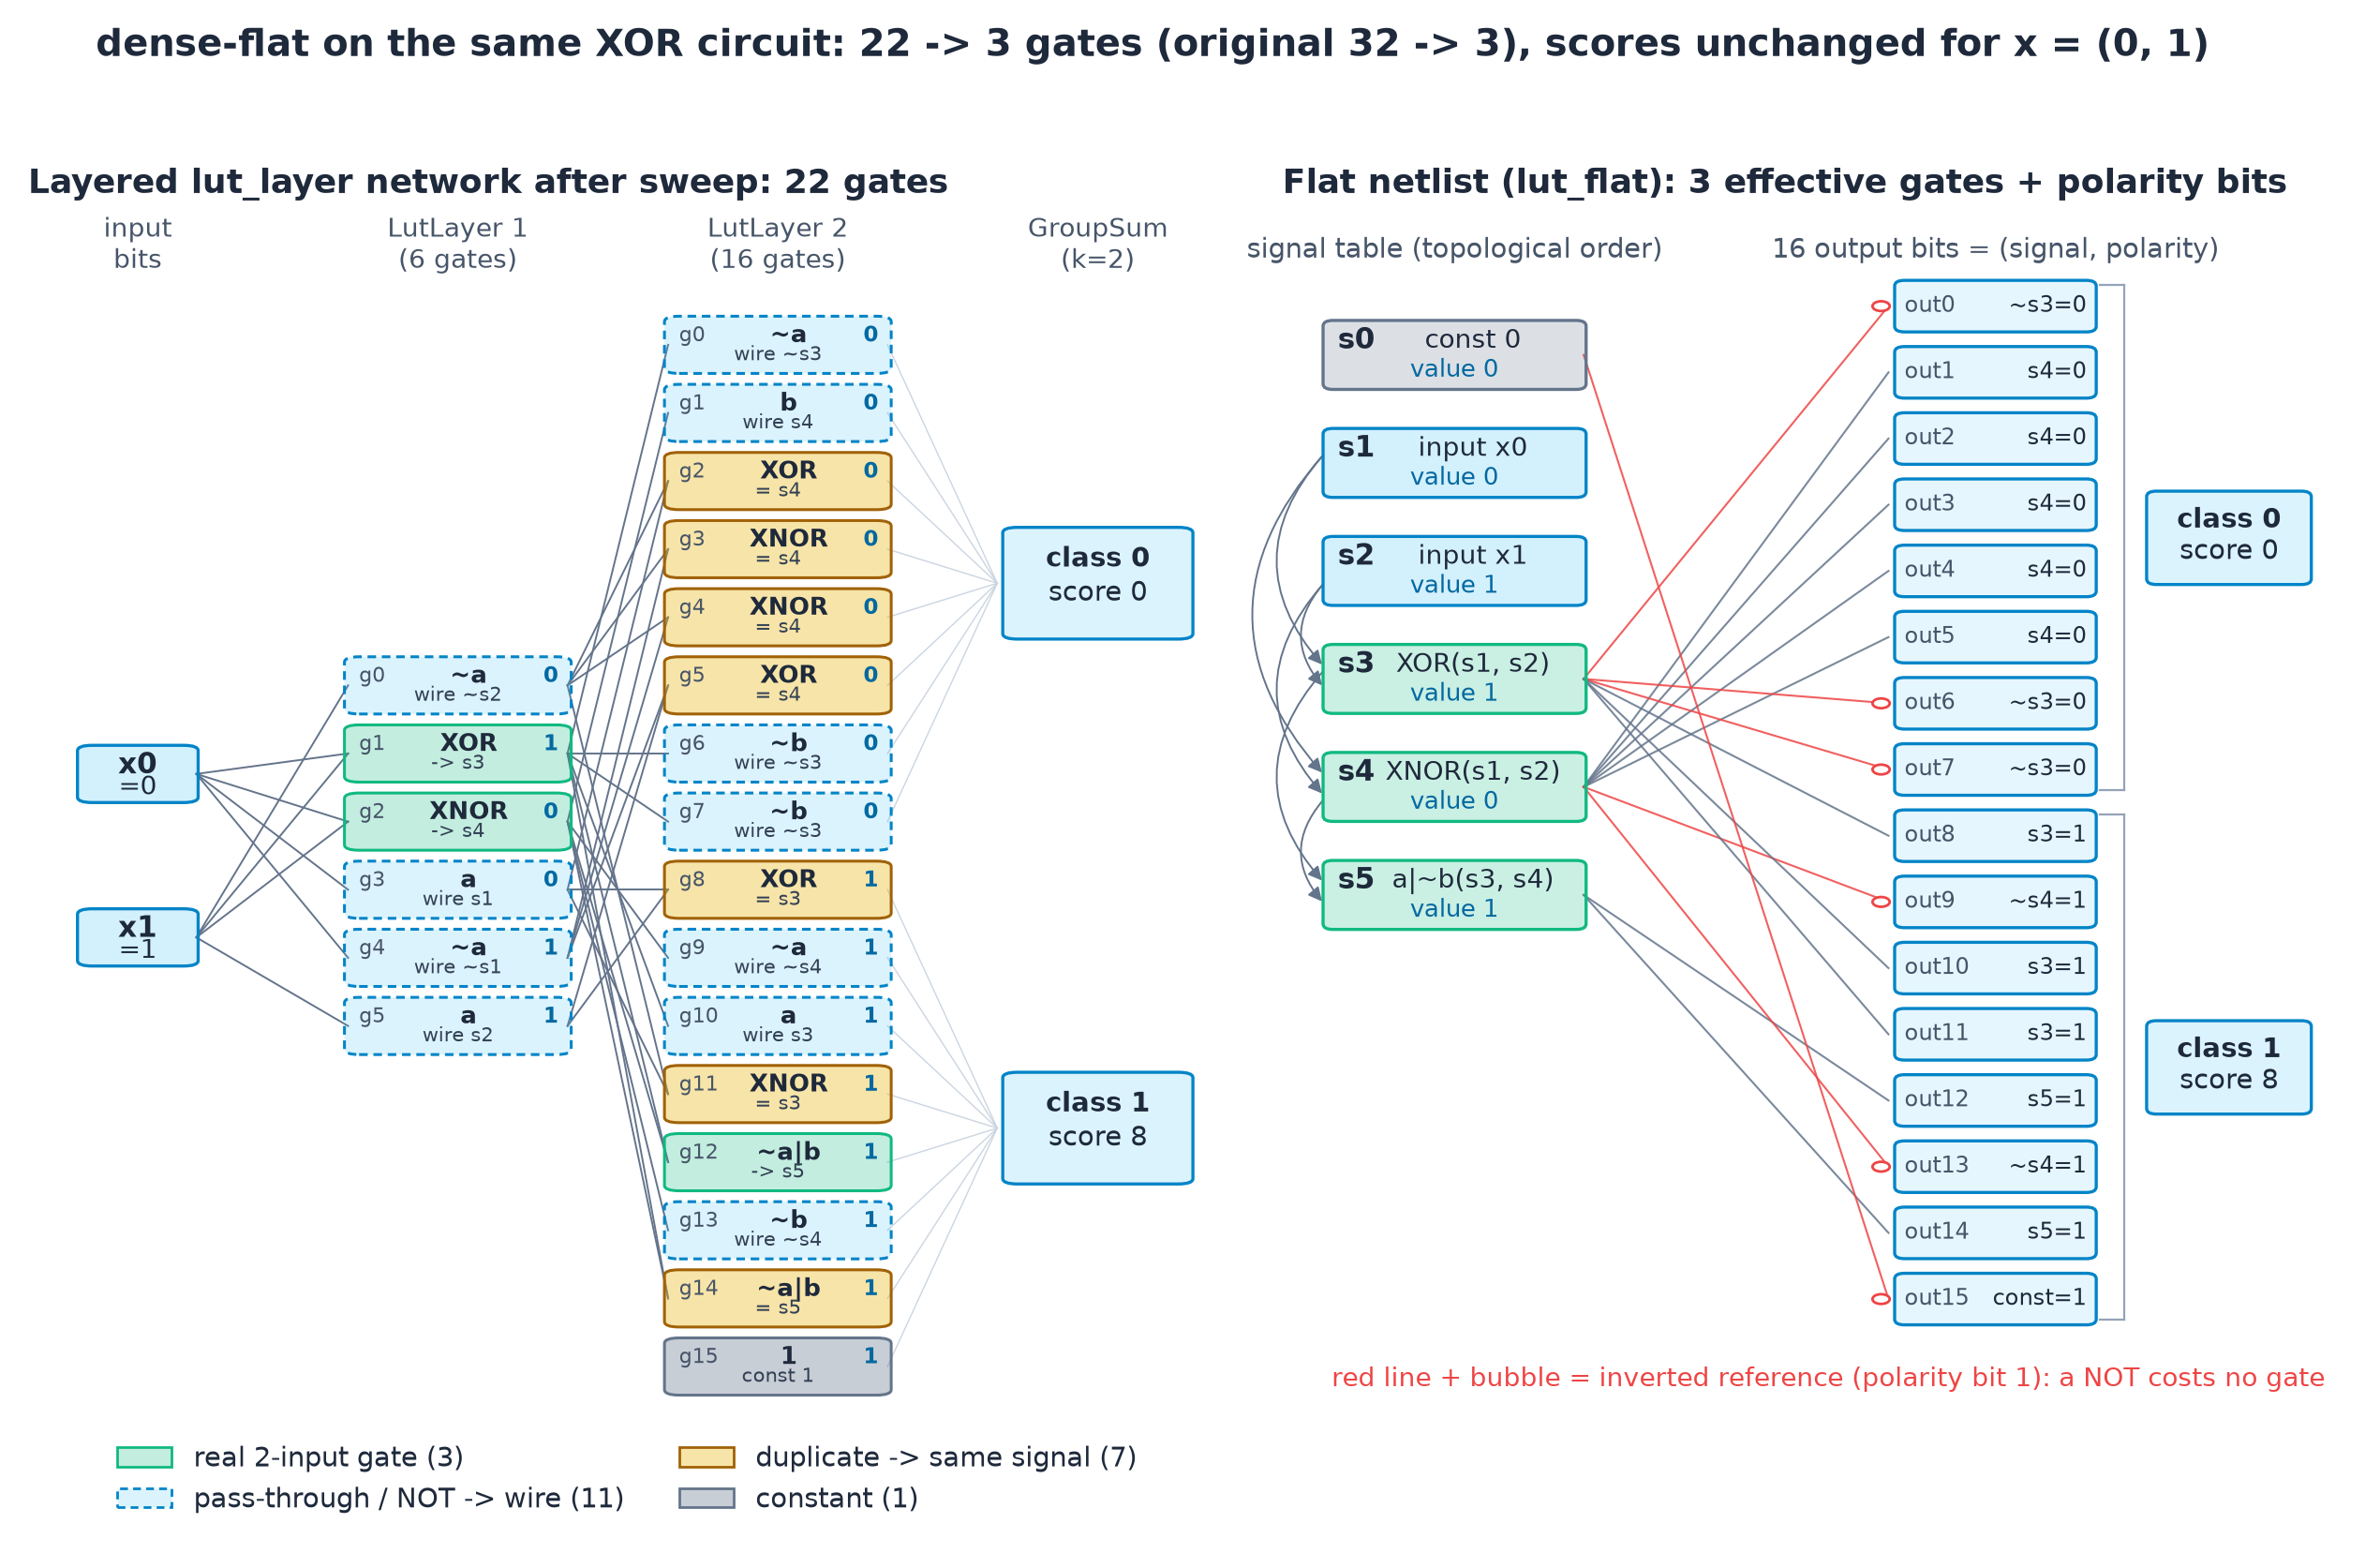 dense-flat on the same XOR circuit: 22 -> 3 gates (original 32 -> 3), scores unchanged for x = (0, 1)
Layered lut_layer network after sweep: 22 gates
input
bits
LutLayer 1
(6 gates)
LutLayer 2
(16 gates)
GroupSum
(k=2)
x0
=0
x1
=1
g0 ~a 0
wire ~s2
g1 XOR 1
-> s3
g2 XNOR 0
-> s4
g3 a 0
wire s1
g4 ~a 1
wire ~s1
g5 a 1
wire s2
g0 ~a 0
wire ~s3
g1 b 0
wire s4
g2 XOR 0
= s4
g3 XNOR 0
= s4
g4 XNOR 0
= s4
g5 XOR 0
= s4
g6 ~b 0
wire ~s3
g7 ~b 0
wire ~s3
g8 XOR 1
= s3
g9 ~a 1
wire ~s4
g10 a 1
wire s3
g11 XNOR 1
= s3
g12 ~a|b 1
-> s5
g13 ~b 1
wire ~s4
g14 ~a|b 1
= s5
g15 1 1
const 1
class 0
score 0
class 1
score 8
real 2-input gate (3)
pass-through / NOT -> wire (11)
duplicate -> same signal (7)
constant (1)
Flat netlist (lut_flat): 3 effective gates + polarity bits
signal table (topological order)
16 output bits = (signal, polarity)
s0 const 0
value 0
s1 input x0
value 0
s2 input x1
value 1
s3 XOR(s1, s2)
value 1
s4 XNOR(s1, s2)
value 0
s5 a|~b(s3, s4)
value 1
out0 ~s3=0
out1 s4=0
out2 s4=0
out3 s4=0
out4 s4=0
out5 s4=0
out6 ~s3=0
out7 ~s3=0
out8 s3=1
out9 ~s4=1
out10 s3=1
out11 s3=1
out12 s5=1
out13 ~s4=1
out14 s5=1
out15 const=1
class 0
score 0
class 1
score 8
red line + bubble = inverted reference (polarity bit 1): a NOT costs no gate